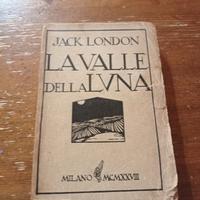 JACK LONDON
LA VALLE
DELLA LVNA
MILANO MCMXXVIII